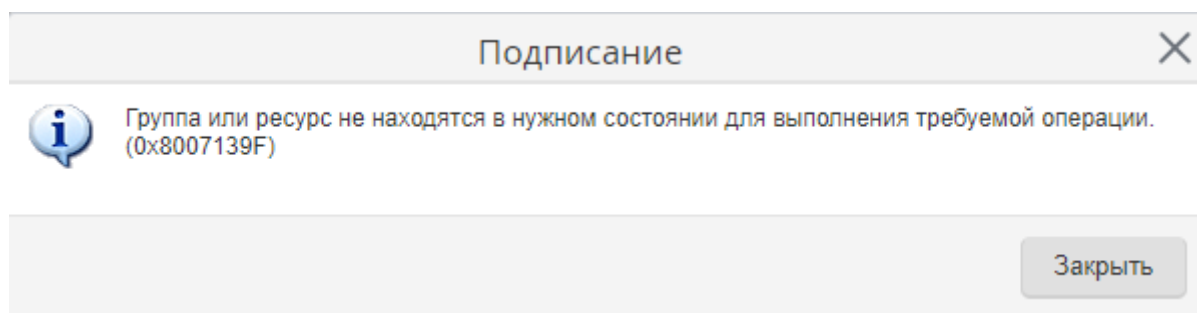 Подписание
Группа или ресурс не находятся в нужном состоянии для выполнения требуемой операции.
(0x8007139F)
Закрыть